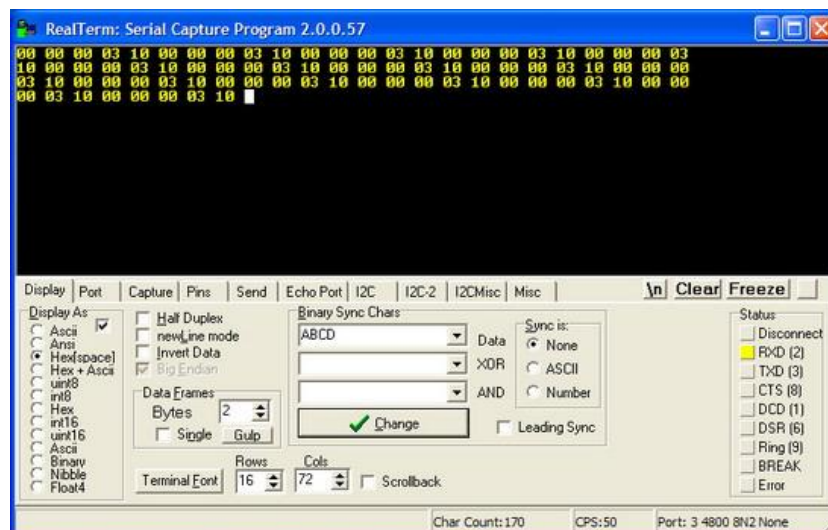 RealTerm: Serial Capture Program 2.0.0.57
00 00 00 03 10 00 00 00 03 10 00 00 00 03 10 00 00 00 03 10 00 00 00 03
10 00 00 00 03 10 00 00 00 03 10 00 00 00 03 10 00 00 00 03 10 00 00 00
03 10 00 00 00 03 10 00 00 00 03 10 00 00 00 03 10 00 00 00 03 10 00 00
00 03 10 00 00 00 03 10
Display Port Capture Pins Send Echo Port I2C I2C-2 I2CMisc Misc \n Clear Freeze
Display As
Ascii
Ansi
Hex[space]
Hex + Ascii
uint8
int8
Hex
int16
uint16
Ascii
Binary
Nibble
Float4
Half Duplex
newLine mode
Invert Data
Big Endian
Data Frames
Bytes 2
Single Gulp
Terminal Font
Rows
16
Cols
72
Scrollback
Binary Sync Chars
ABCD Data
XOR
AND
Change
Sync is:
None
ASCII
Number
Leading Sync
Status
Disconnect
RXD (2)
TXD (3)
CTS (8)
DCD (1)
DSR (6)
Ring (9)
BREAK
Error
Char Count:170 CPS:50 Port: 3 4800 8N2 None